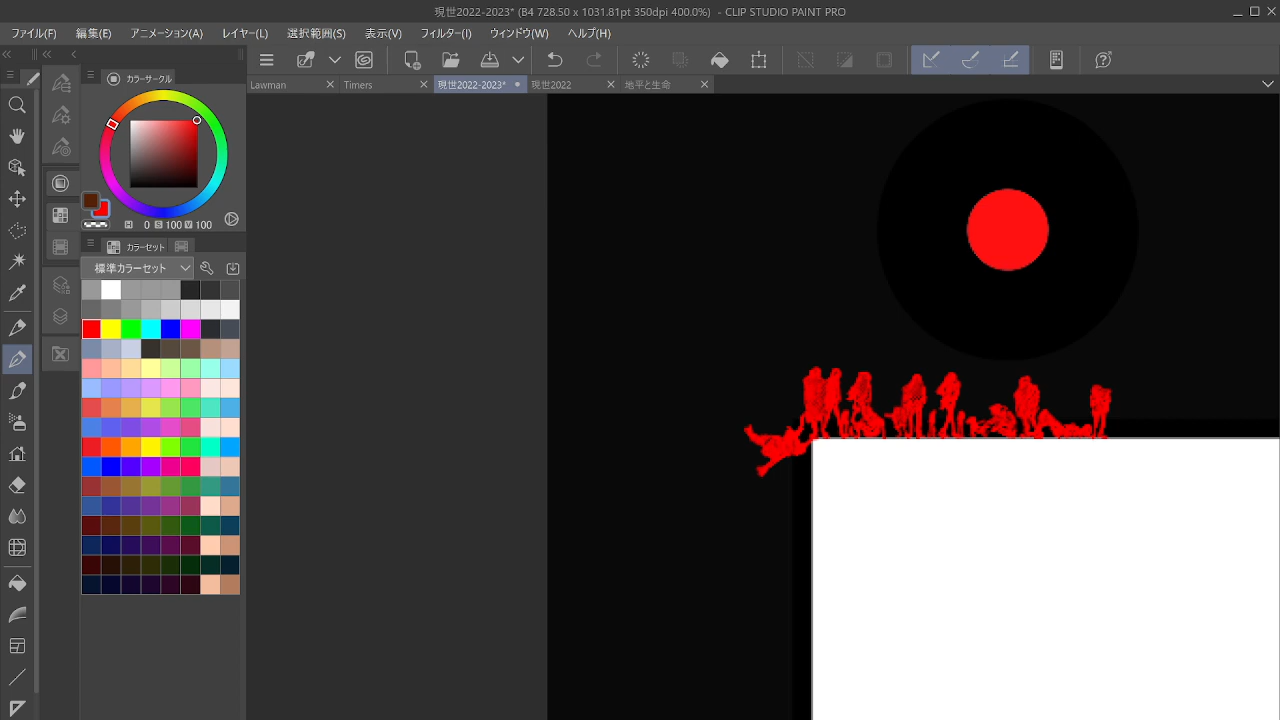 現世2022-2023* (B4 728.50 x 1031.81pt 350dpi 400.0%) - CLIP STUDIO PAINT PRO
ファイル(F) 編集(E) アニメーション(A) レイヤー(L) 選択範囲(S) 表示(V) フィルター(I) ウィンドウ(W) ヘルプ(H)
カラーサークル
Lawman Timers 現世2022-2023* 現世2022 地平と生命
H 0 S 100 V 100
カラーセット
標準カラーセット